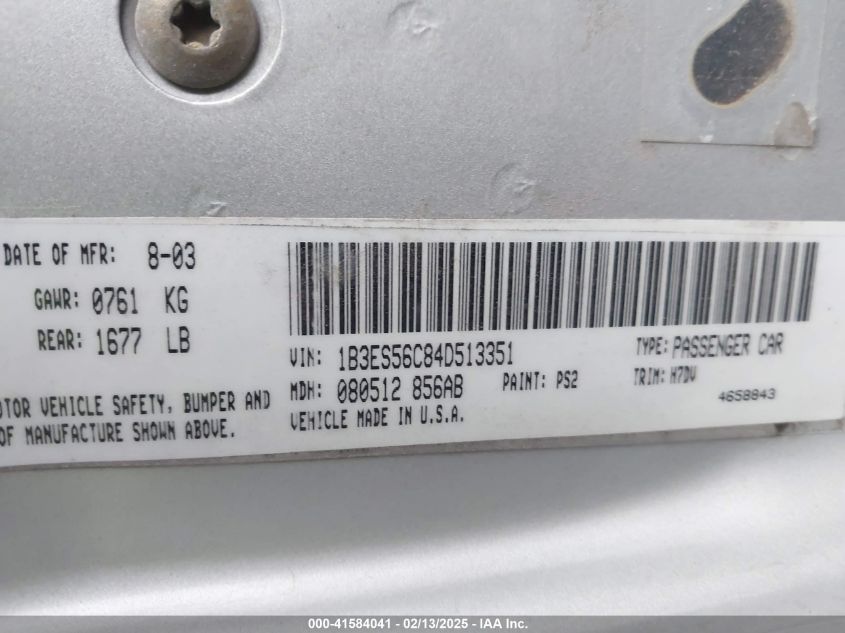 DATE OF MFR: 8-03
GAWR: 0761 KG
REAR: 1677 LB
VIN: 1B3ES56C84D513351
TYPE: PASSENGER CAR
MDH: 080512 856AB
PAINT: PS2
TRIM: H7DV
4658843
OTOR VEHICLE SAFETY, BUMPER AND
VEHICLE MADE IN U.S.A.
OF MANUFACTURE SHOWN ABOVE.
000-41584041 - 02/13/2025 - IAA Inc.